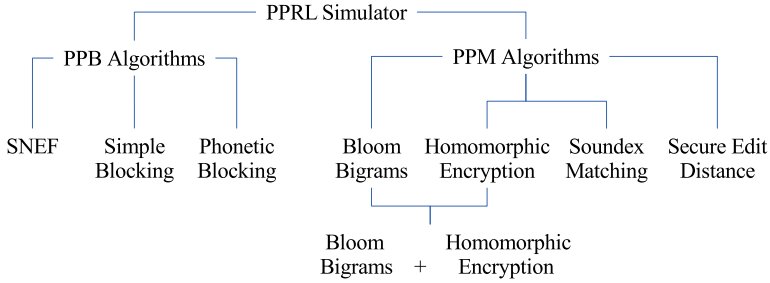 PPRL Simulator
PPB Algorithms
PPM Algorithms
SNEF
Simple
Blocking
Phonetic
Blocking
Bloom
Bigrams
Homomorphic
Encryption
Soundex
Matching
Secure Edit
Distance
Bloom Homomorphic
Bigrams + Encryption